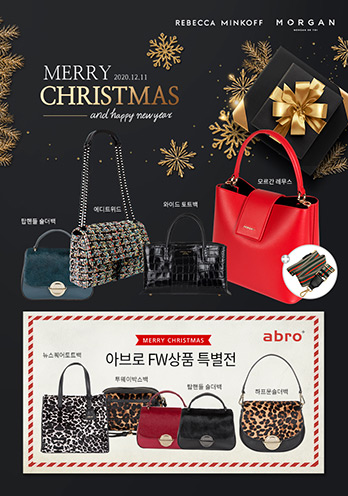 REBECCA MINKOFF MORGAN
MERRY 2020.12.11
CHRISTMAS
and happy new year
모르간 레무스
와이드 토트백
에디트위드
탑핸들 숄더백
MERRY CHRISTMAS
abro
아브로 FW상품 특별전
뉴스퀘어토트백
투웨이박스백
탑핸들 숄더백
하프문숄더백